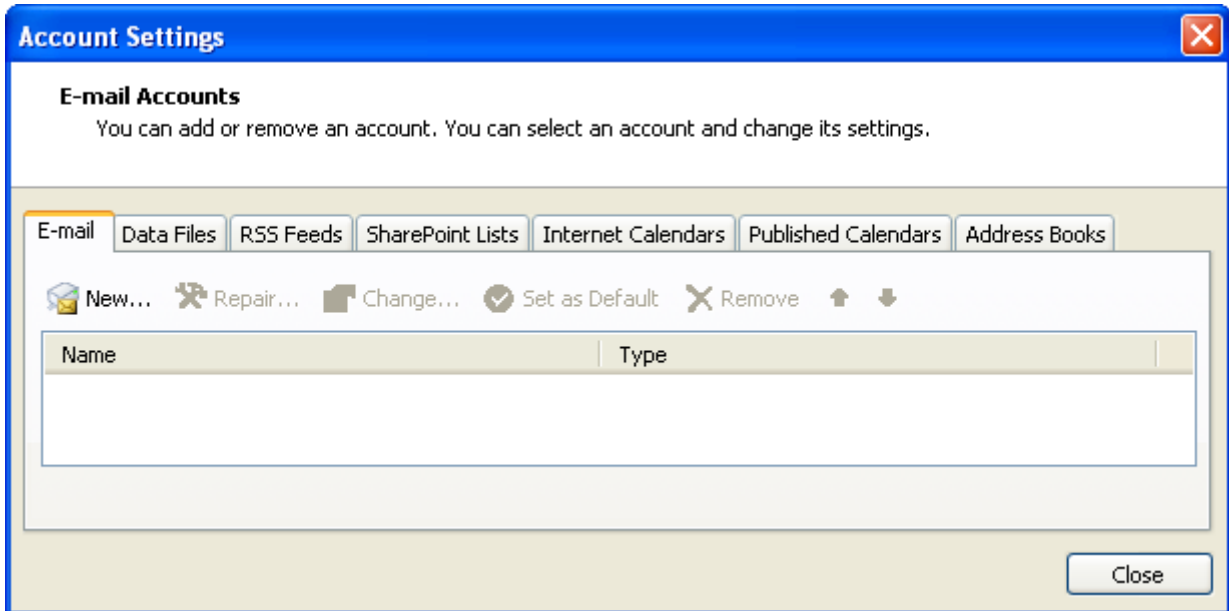 Account Settings
E-mail Accounts
You can add or remove an account. You can select an account and change its settings.
E-mail Data Files RSS Feeds SharePoint Lists Internet Calendars Published Calendars Address Books
New... Repair... Change... Set as Default Remove
Name Type
Close